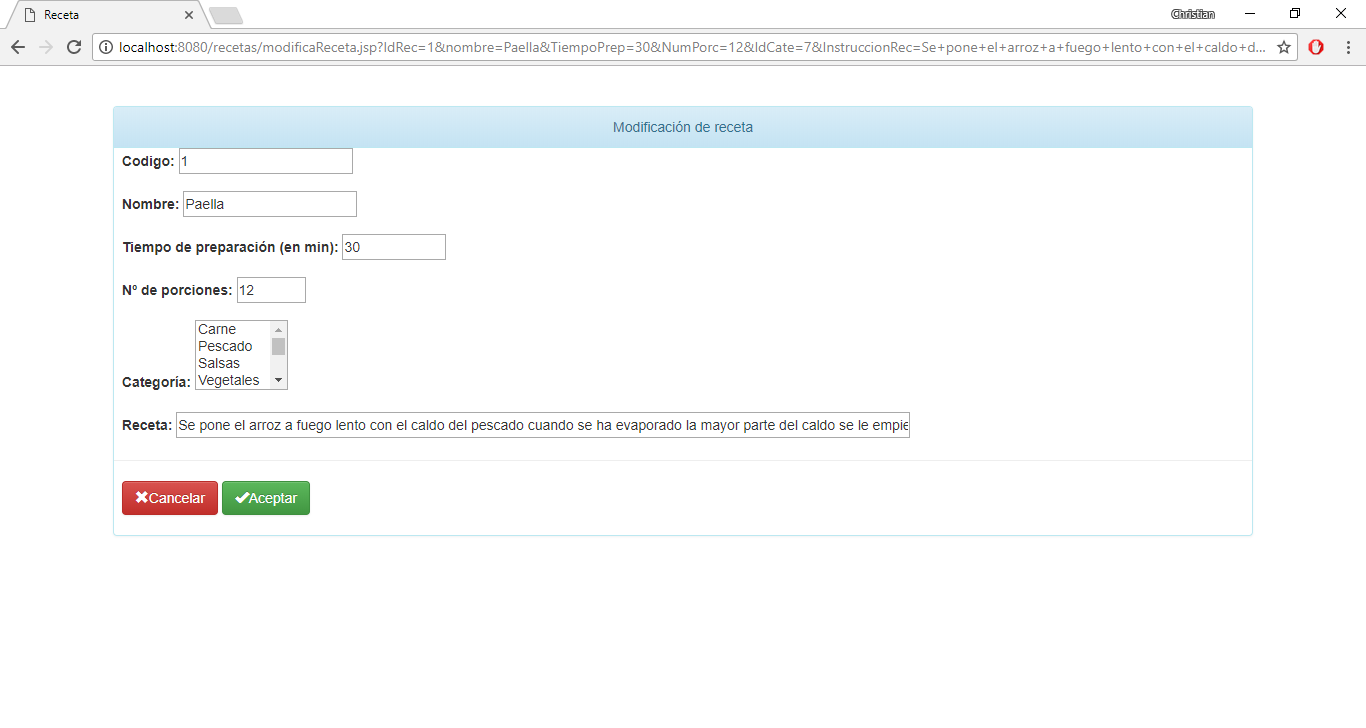 Receta
Christian
localhost:8080/recetas/modificaReceta.jsp?IdRec=1&nombre=Paella&TiempoPrep=30&NumPorc=12&IdCate=7&InstruccionRec=Se+pone+el+arroz+a+fuego+lento+con+el+caldo+d...
Modificación de receta
Codigo: 1
Nombre: Paella
Tiempo de preparación (en min): 30
Nº de porciones: 12
Carne
Pescado
Salsas
Vegetales
Categoría:
Receta: Se pone el arroz a fuego lento con el caldo del pescado cuando se ha evaporado la mayor parte del caldo se le empie
Cancelar Aceptar